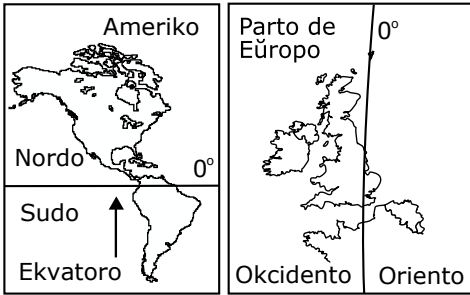 Ameriko
Nordo
0°
Sudo
Ekvatoro
Parto de
Eŭropo
0°
Okcidento
Oriento